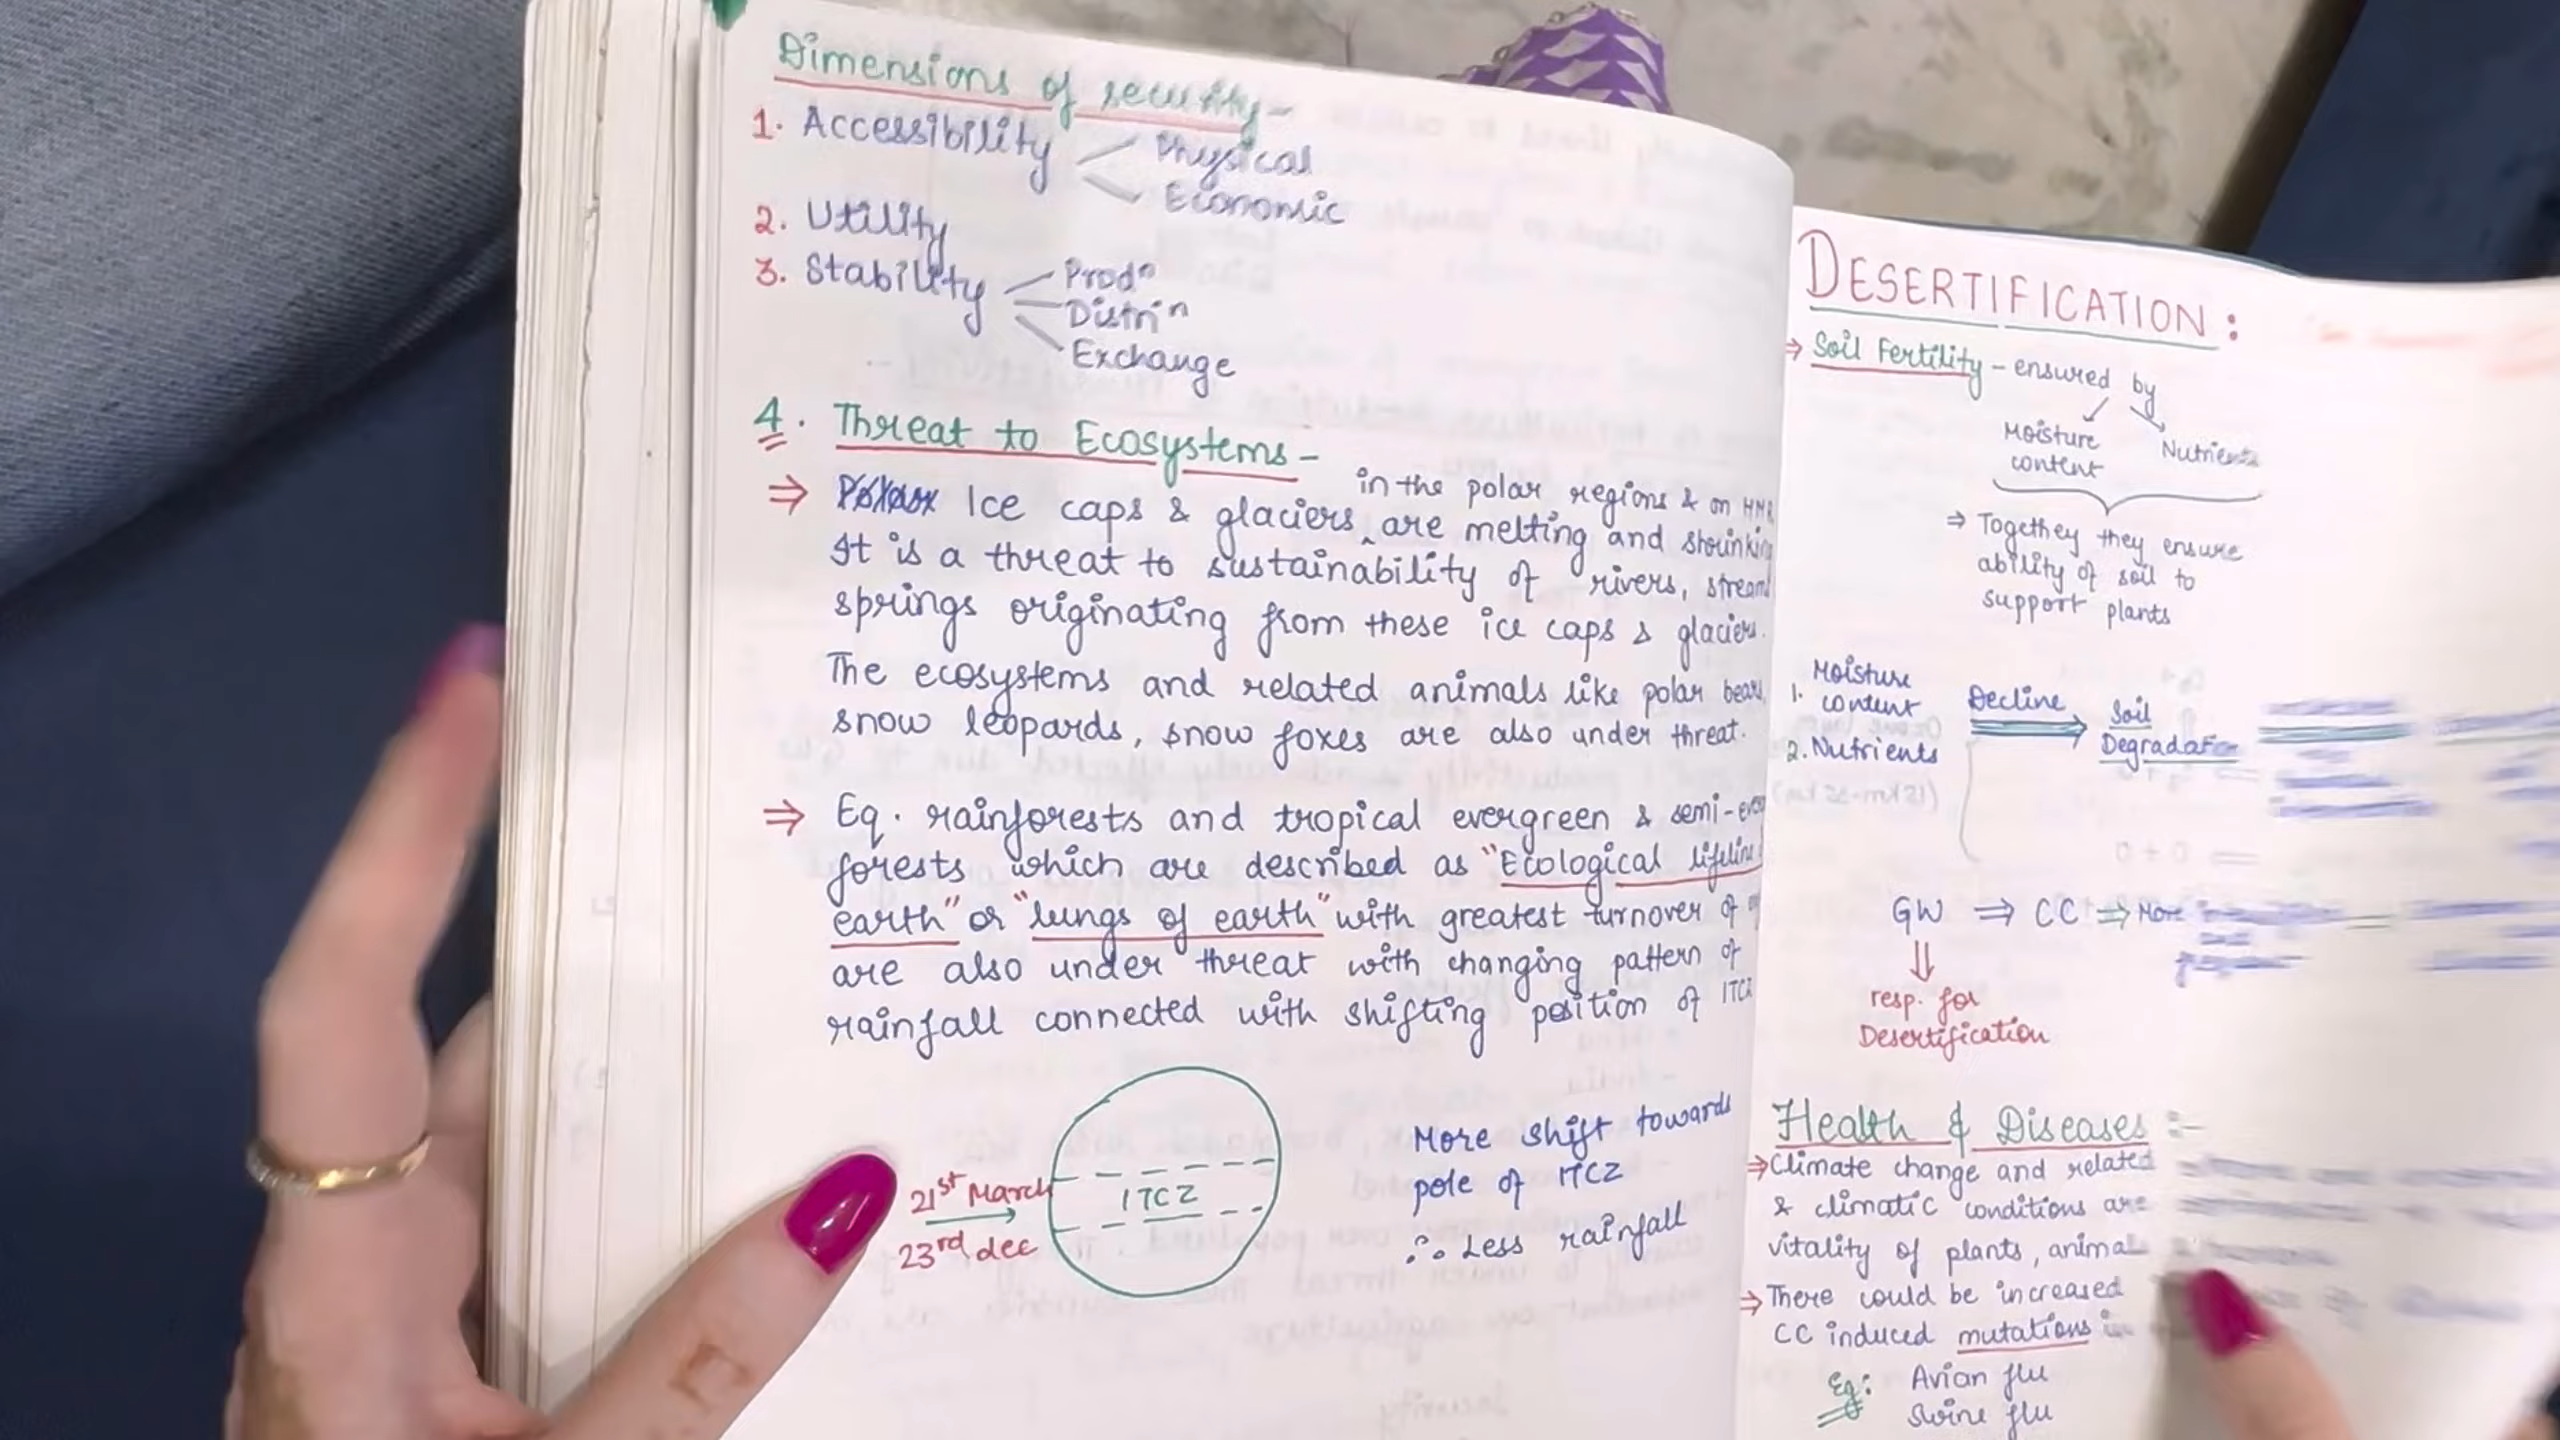 Dimensions of security-
1. Accessibility
Physical
Economic
2. Utility
3. Stability
Prodn
Distrin
Exchange
4. Threat to Ecosystems -
in the polar regions & on HMR
⇒ Ice caps & glaciers ‸ are melting and shrinkin
It is a threat to sustainability of rivers, stream
springs originating from these ice caps & glaciers.
The ecosystems and related animals like polar bears,
snow leopards, snow foxes are also under threat.
⇒ Eq. rainforests and tropical evergreen & semi-ever
forests which are described as "Ecological lifeline
earth" or "lungs of earth" with greatest turnover of
are also under threat with changing pattern of
rainfall connected with shifting position of ITCZ
21st March
23rd dec
ITCZ
More shift towards
pole of ITCZ
∴ Less rainfall
DESERTIFICATION :
⇒ Soil Fertility - ensured by
Moisture
content
Nutrients
⇒ Togethey they ensure
ability of soil to
support plants
1. Moisture
content
2. Nutrients
Decline
Soil
Degradation
GW ⇒ CC ⇒ More
⇓
resp. for
Desertification
Health & Diseases :-
⇒ Climate change and related
& climatic conditions are
vitality of plants, animal
⇒ There could be increased
CC induced mutations in
Eg: Avian flu
Swine flu